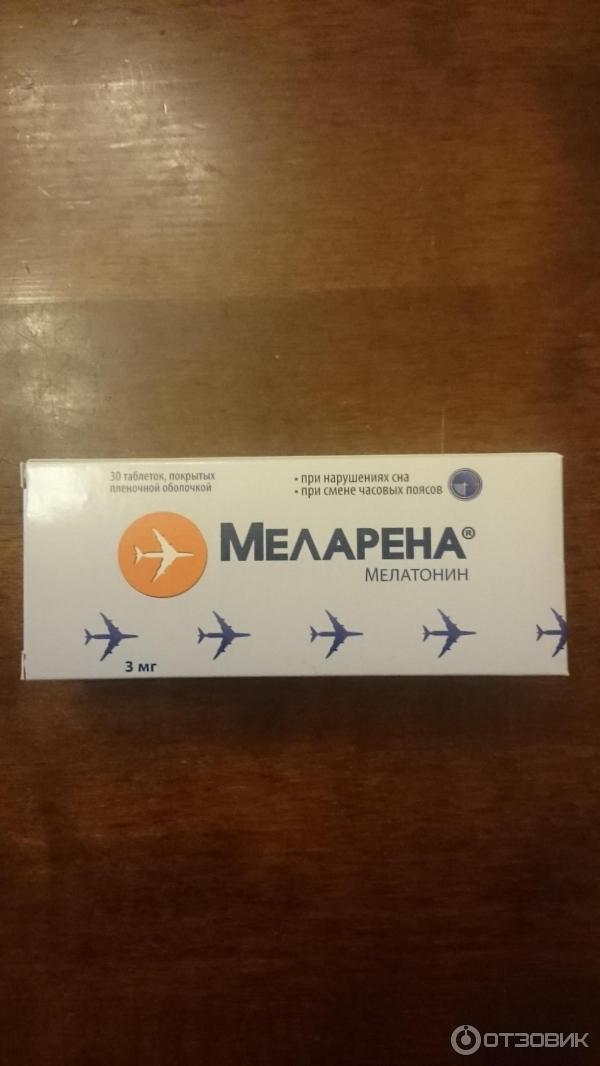 30 таблеток, покрытых
пленочной оболочкой
• при нарушениях сна
• при смене часовых поясов
МЕЛАРЕНА®
МЕЛАТОНИН
3 мг
ОТЗОВИК